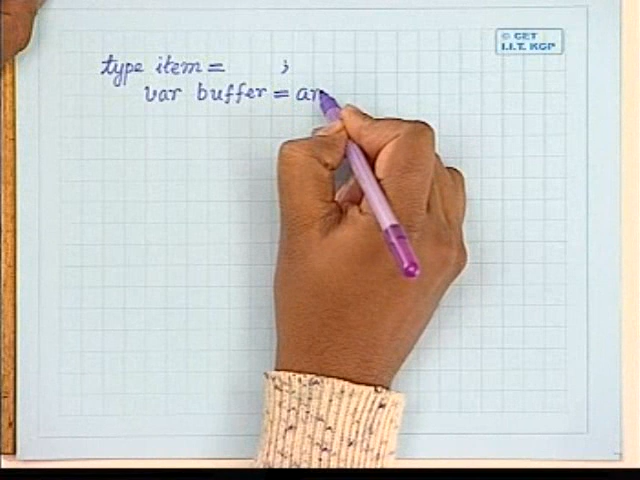 © CET
I.I.T. KGP
type item = ;
var buffer = ar